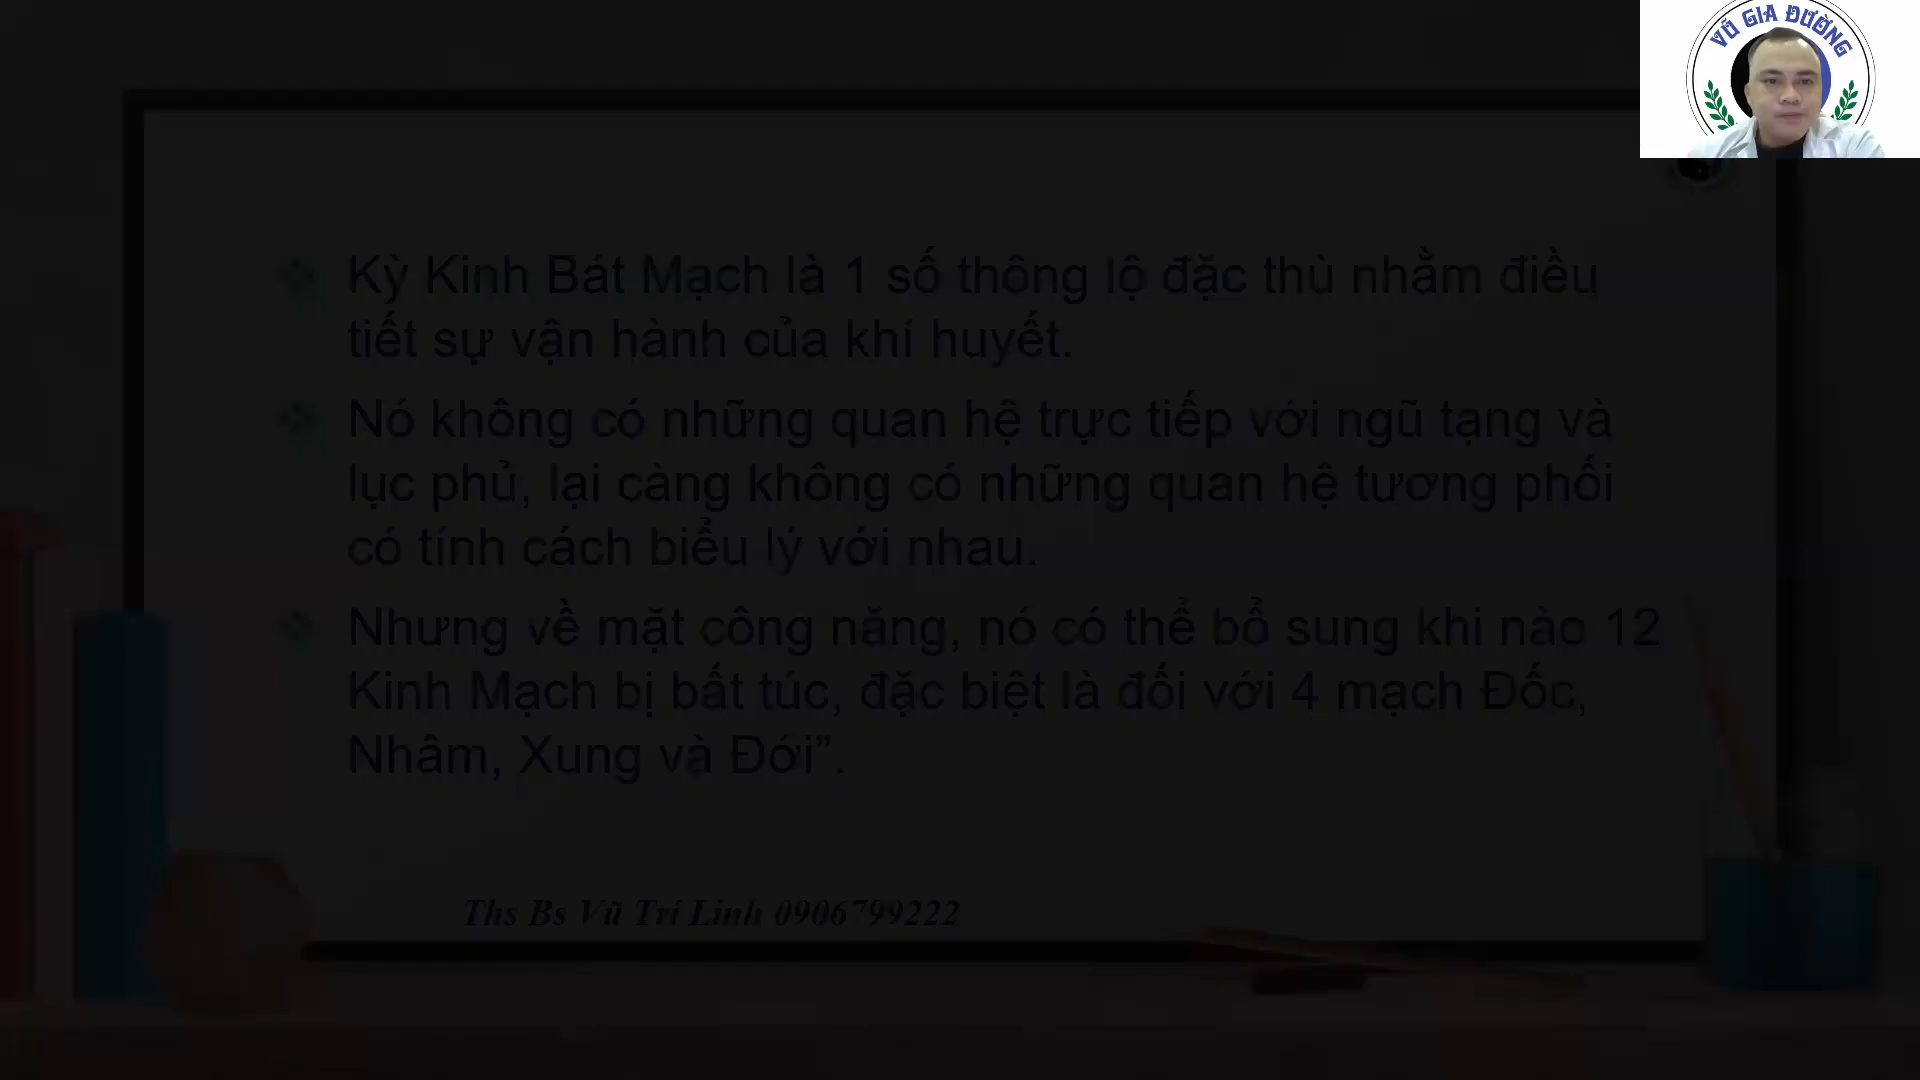 VŨ GIA ĐƯỜNG
Kỳ Kinh Bát Mạch là 1 số thông lộ đặc thù nhằm điều
tiết sự vận hành của khí huyết.
Nó không có những quan hệ trực tiếp với ngũ tạng và
lục phủ, lại càng không có những quan hệ tương phối
có tính cách biểu lý với nhau.
Nhưng về mặt công năng, nó có thể bổ sung khi nào 12
Kinh Mạch bị bất túc, đặc biệt là đối với 4 mạch Đốc,
Nhâm, Xung và Đới”.
Ths Bs Vũ Trí Linh 0906799222